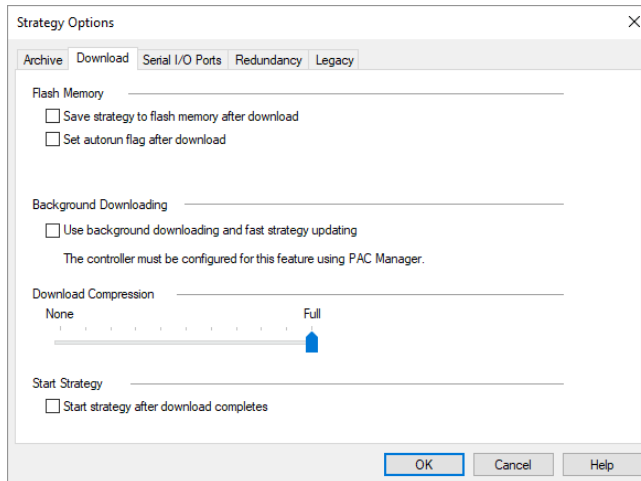 Strategy Options
Archive Download Serial I/O Ports Redundancy Legacy
Flash Memory
Save strategy to flash memory after download
Set autorun flag after download
Background Downloading
Use background downloading and fast strategy updating
The controller must be configured for this feature using PAC Manager.
Download Compression
None Full
Start Strategy
Start strategy after download completes
OK Cancel Help